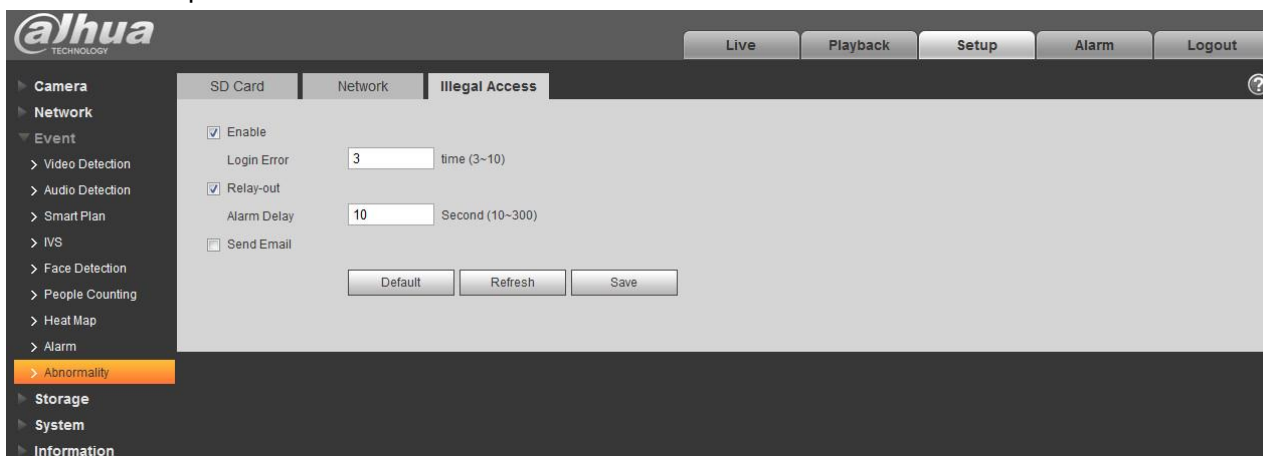 alhua
TECHNOLOGY
Live Playback Setup Alarm Logout
Camera
Network
Event
Video Detection
Audio Detection
Smart Plan
IVS
Face Detection
People Counting
Heat Map
Alarm
Abnormality
Storage
System
Information
SD Card Network Illegal Access
?
Enable
Login Error 3 time (3~10)
Relay-out
Alarm Delay 10 Second (10~300)
Send Email
Default Refresh Save